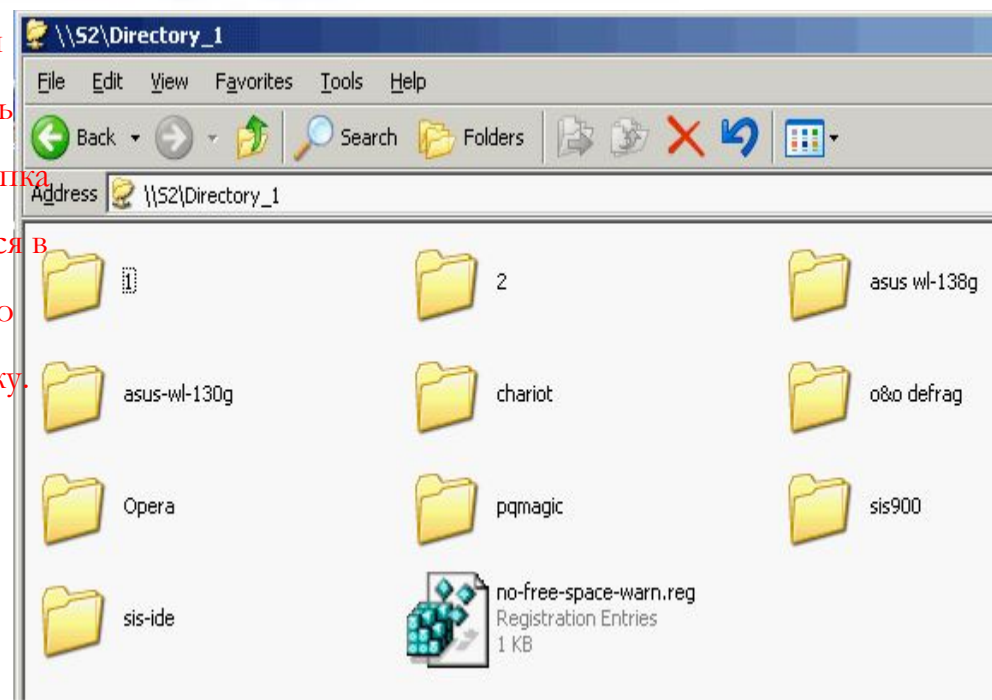 \\S2\Directory_1
File Edit View Favorites Tools Help
Back Search Folders
Address \\S2\Directory_1
1 2 asus wl-138g
asus-wl-130g chariot o&o defrag
Opera pqmagic sis900
sis-ide no-free-space-warn.reg
Registration Entries
1 KB
в